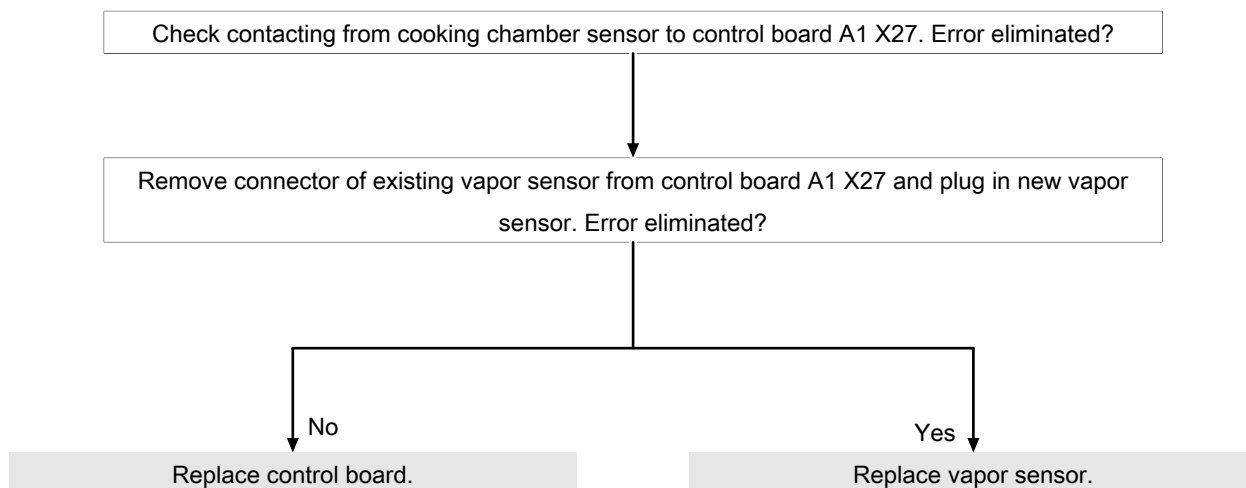 Check contacting from cooking chamber sensor to control board A1 X27. Error eliminated?
Remove connector of existing vapor sensor from control board A1 X27 and plug in new vapor
sensor. Error eliminated?
No
Yes
Replace control board.
Replace vapor sensor.